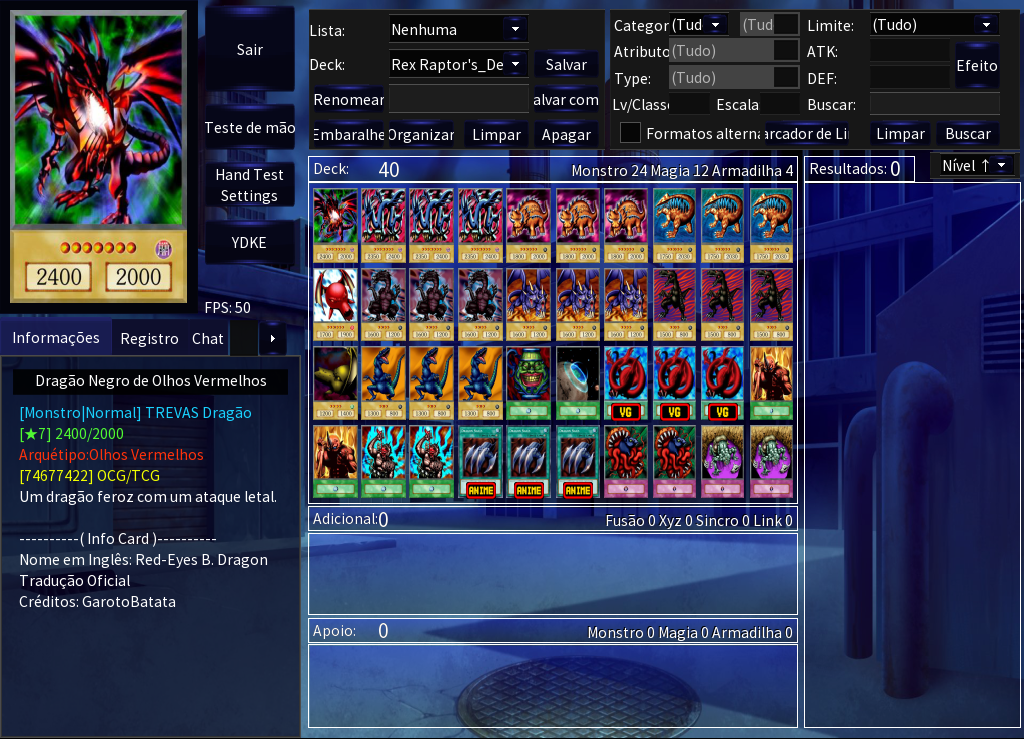 Sair
Teste de mão
Hand Test
Settings
YDKE
FPS: 50
2400
2000
Lista:
Nenhuma
Deck:
Rex Raptor's_De
Salvar
Renomear
alvar com
Embaralhe
Organizar
Limpar
Apagar
Categor
(Tud
(Tud
Limite:
(Tudo)
Atributo
(Tudo)
ATK:
Type:
(Tudo)
DEF:
Efeito
Lv/Classe
Escala
Buscar:
Formatos alterna
arcador de Li
Limpar
Buscar
Deck:
40
Monstro 24 Magia 12 Armadilha 4
Resultados: 0
Nível ↑
Informações
Registro
Chat
Dragão Negro de Olhos Vermelhos
[Monstro|Normal] TREVAS Dragão
[★7] 2400/2000
Arquétipo:Olhos Vermelhos
[74677422] OCG/TCG
Um dragão feroz com um ataque letal.
----------( Info Card )----------
Nome em Inglês: Red-Eyes B. Dragon
Tradução Oficial
Créditos: GarotoBatata
VG
VG
VG
ANIME
ANIME
ANIME
Adicional:0
Fusão 0 Xyz 0 Sincro 0 Link 0
Apoio:
0
Monstro 0 Magia 0 Armadilha 0